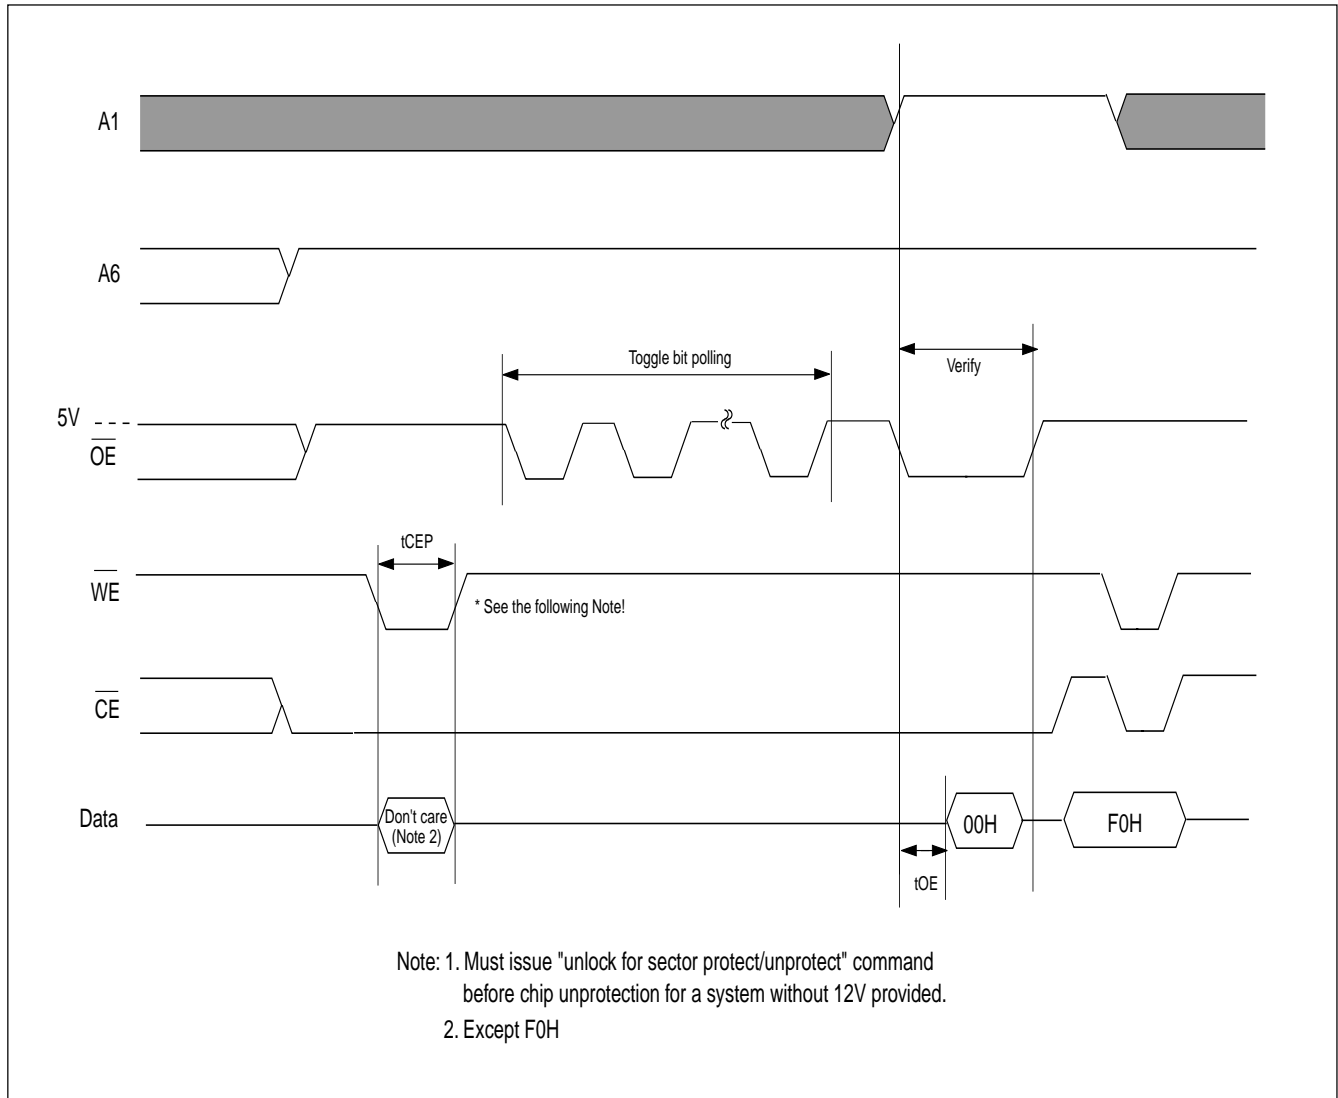 A1
A6
Toggle bit polling
Verify
5V
OE
tCEP
WE
* See the following Note!
CE
Data
Don't care
(Note 2)
00H
F0H
tOE
Note: 1. Must issue "unlock for sector protect/unprotect" command
before chip unprotection for a system without 12V provided.
2. Except F0H